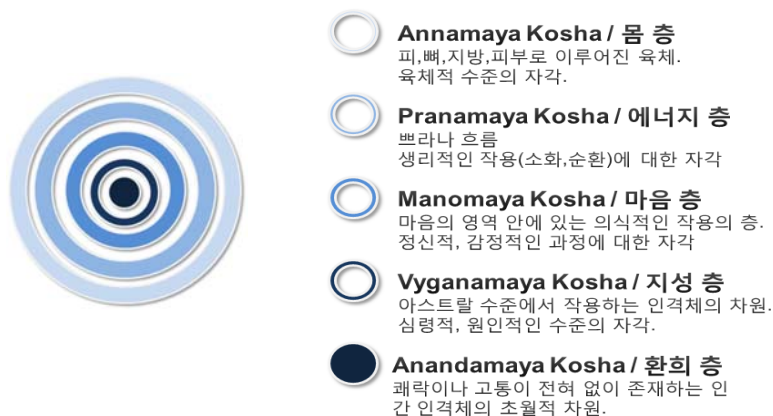 Annamaya Kosha / 몸 층
피,뼈,지방,피부로 이루어진 육체.
육체적 수준의 자각.
Pranamaya Kosha / 에너지 층
쁘라나 흐름
생리적인 작용(소화,순환)에 대한 자각
Manomaya Kosha / 마음 층
마음의 영역 안에 있는 의식적인 작용의 층.
정신적, 감정적인 과정에 대한 자각
Vyganamaya Kosha / 지성 층
아스트랄 수준에서 작용하는 인격체의 차원.
심령적, 원인적인 수준의 자각.
Anandamaya Kosha / 환희 층
쾌락이나 고통이 전혀 없이 존재하는 인
간 인격체의 초월적 차원.